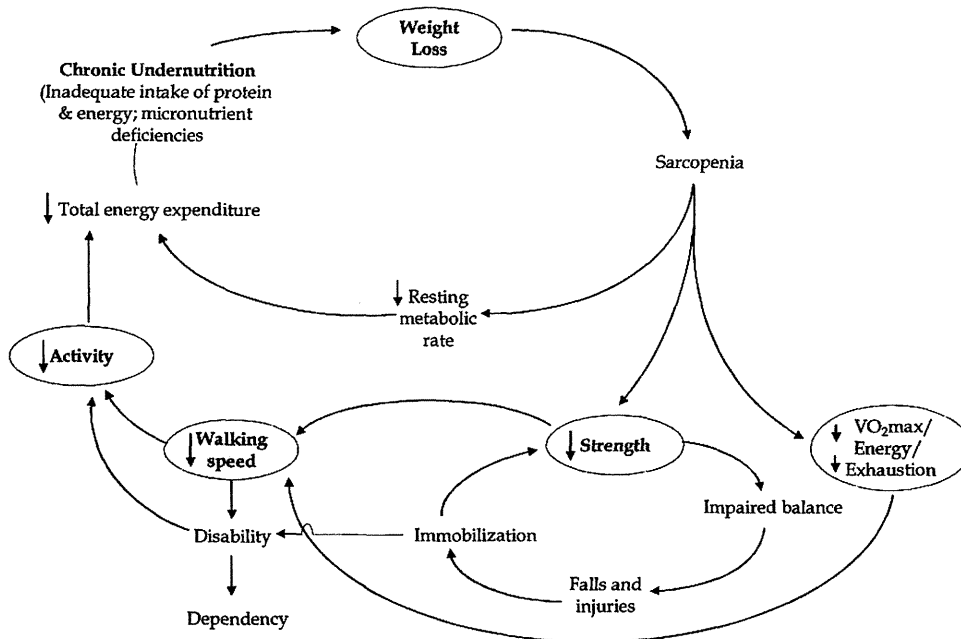 Weight
Loss
Chronic Undernutrition
(Inadequate intake of protein
& energy; micronutrient
deficiencies
Sarcopenia
↓ Total energy expenditure
↓ Resting
metabolic
rate
↓ Activity
↓ Walking
speed
↓ Strength
↓ VO₂max/
Energy/
↓ Exhaustion
Impaired balance
Disability
Immobilization
Falls and
injuries
Dependency